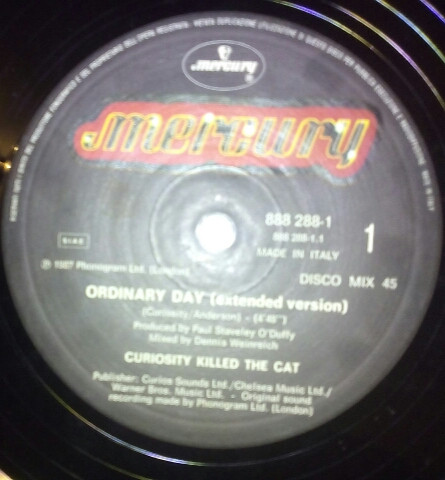 mercury
mercury
888 288-1
888 288-1.1
1
MADE IN ITALY
SIAE
℗ 1987 Phonogram Ltd. (London)
DISCO MIX 45
ORDINARY DAY (extended version)
(Curiosity/Anderson) - (4'48")
Produced by Paul Staveley O'Duffy
Mixed by Dennis Weinreich
CURIOSITY KILLED THE CAT
Publisher: Curios Sounds Ltd./Chelsea Music Ltd./
Warner Bros. Music Ltd. - Original sound
recording made by Phonogram Ltd. (London)